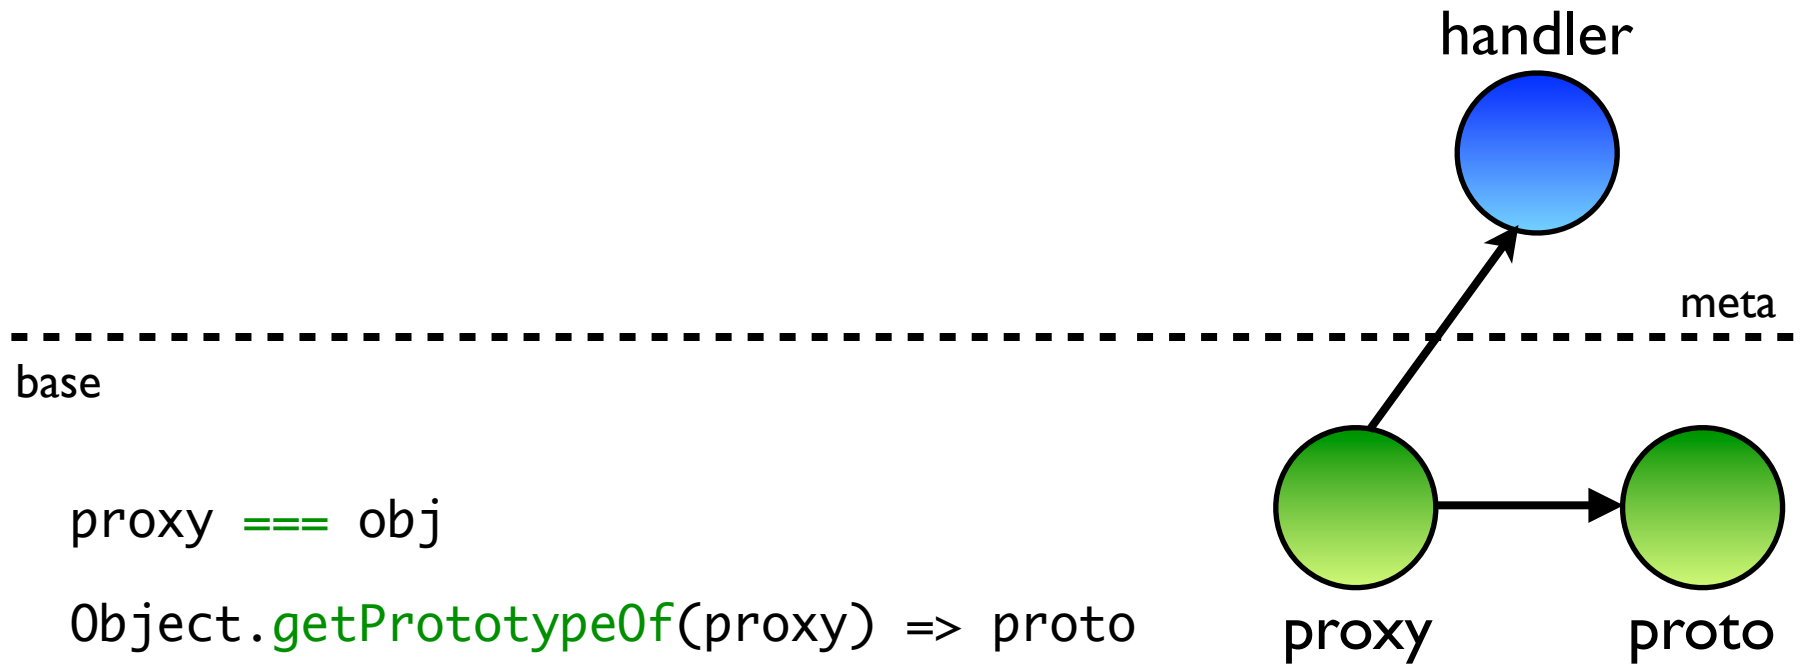 handler
meta
base
proxy === obj
Object.getPrototypeOf(proxy) => proto
proxy
proto